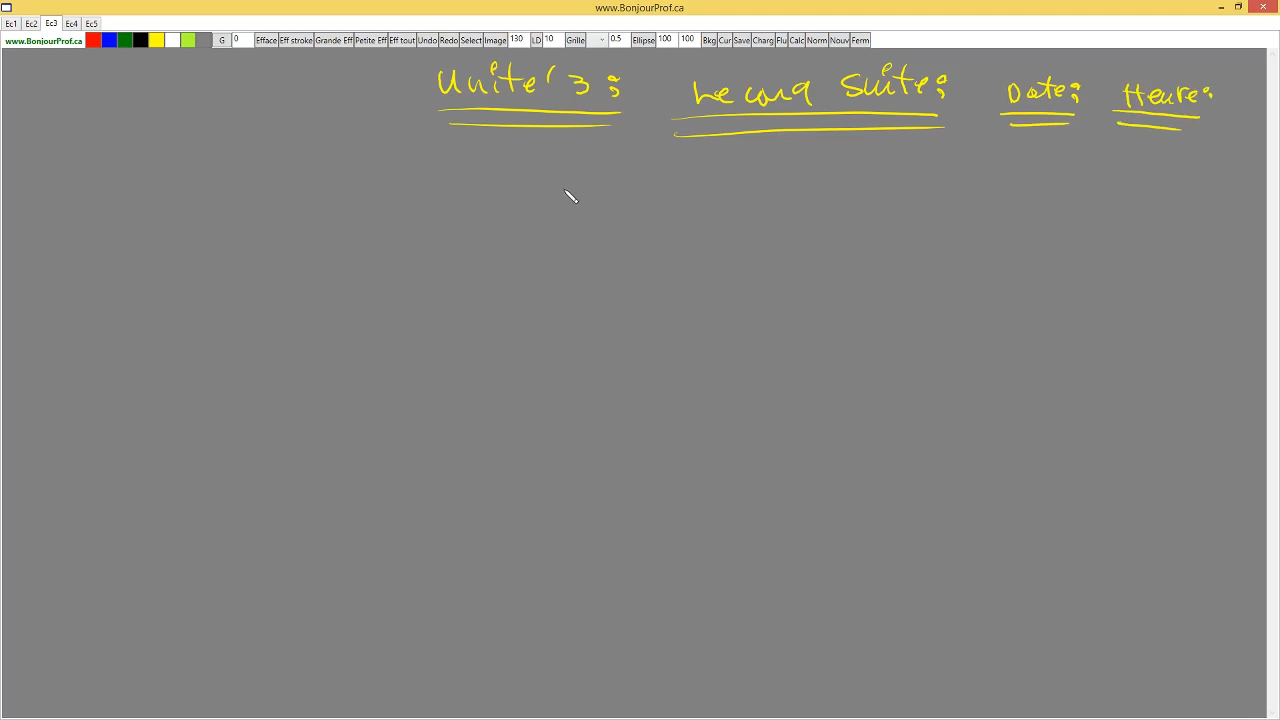 www.BonjourProf.ca
Ec1 Ec2 Ec3 Ec4 Ec5
www.BonjourProf.ca G 0 Efface Eff stroke Grande Eff Petite Eff Eff tout Undo Redo Select Image 130 LD 10 Grille 0.5 Ellipse 100 100 Bkg Cur Save Charg Flu Calc Norm Nouv Ferm
Unité 3 : Suite : Date : Heure :